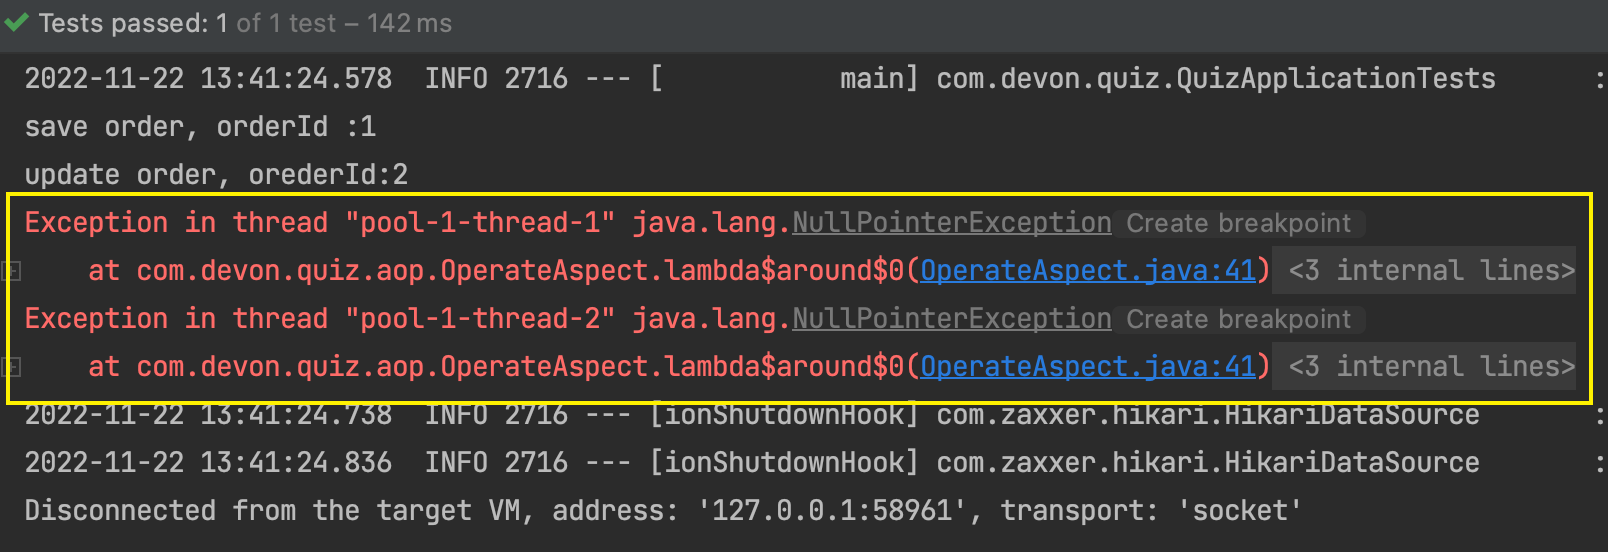 Tests passed: 1 of 1 test – 142 ms
2022-11-22 13:41:24.578  INFO 2716 --- [           main] com.devon.quiz.QuizApplicationTests      :
save order, orderId :1
update order, orederId:2
Exception in thread "pool-1-thread-1" java.lang.NullPointerException Create breakpoint
    at com.devon.quiz.aop.OperateAspect.lambda$around$0(OperateAspect.java:41) <3 internal lines>
Exception in thread "pool-1-thread-2" java.lang.NullPointerException Create breakpoint
    at com.devon.quiz.aop.OperateAspect.lambda$around$0(OperateAspect.java:41) <3 internal lines>
2022-11-22 13:41:24.738  INFO 2716 --- [ionShutdownHook] com.zaxxer.hikari.HikariDataSource       :
2022-11-22 13:41:24.836  INFO 2716 --- [ionShutdownHook] com.zaxxer.hikari.HikariDataSource       :
Disconnected from the target VM, address: '127.0.0.1:58961', transport: 'socket'